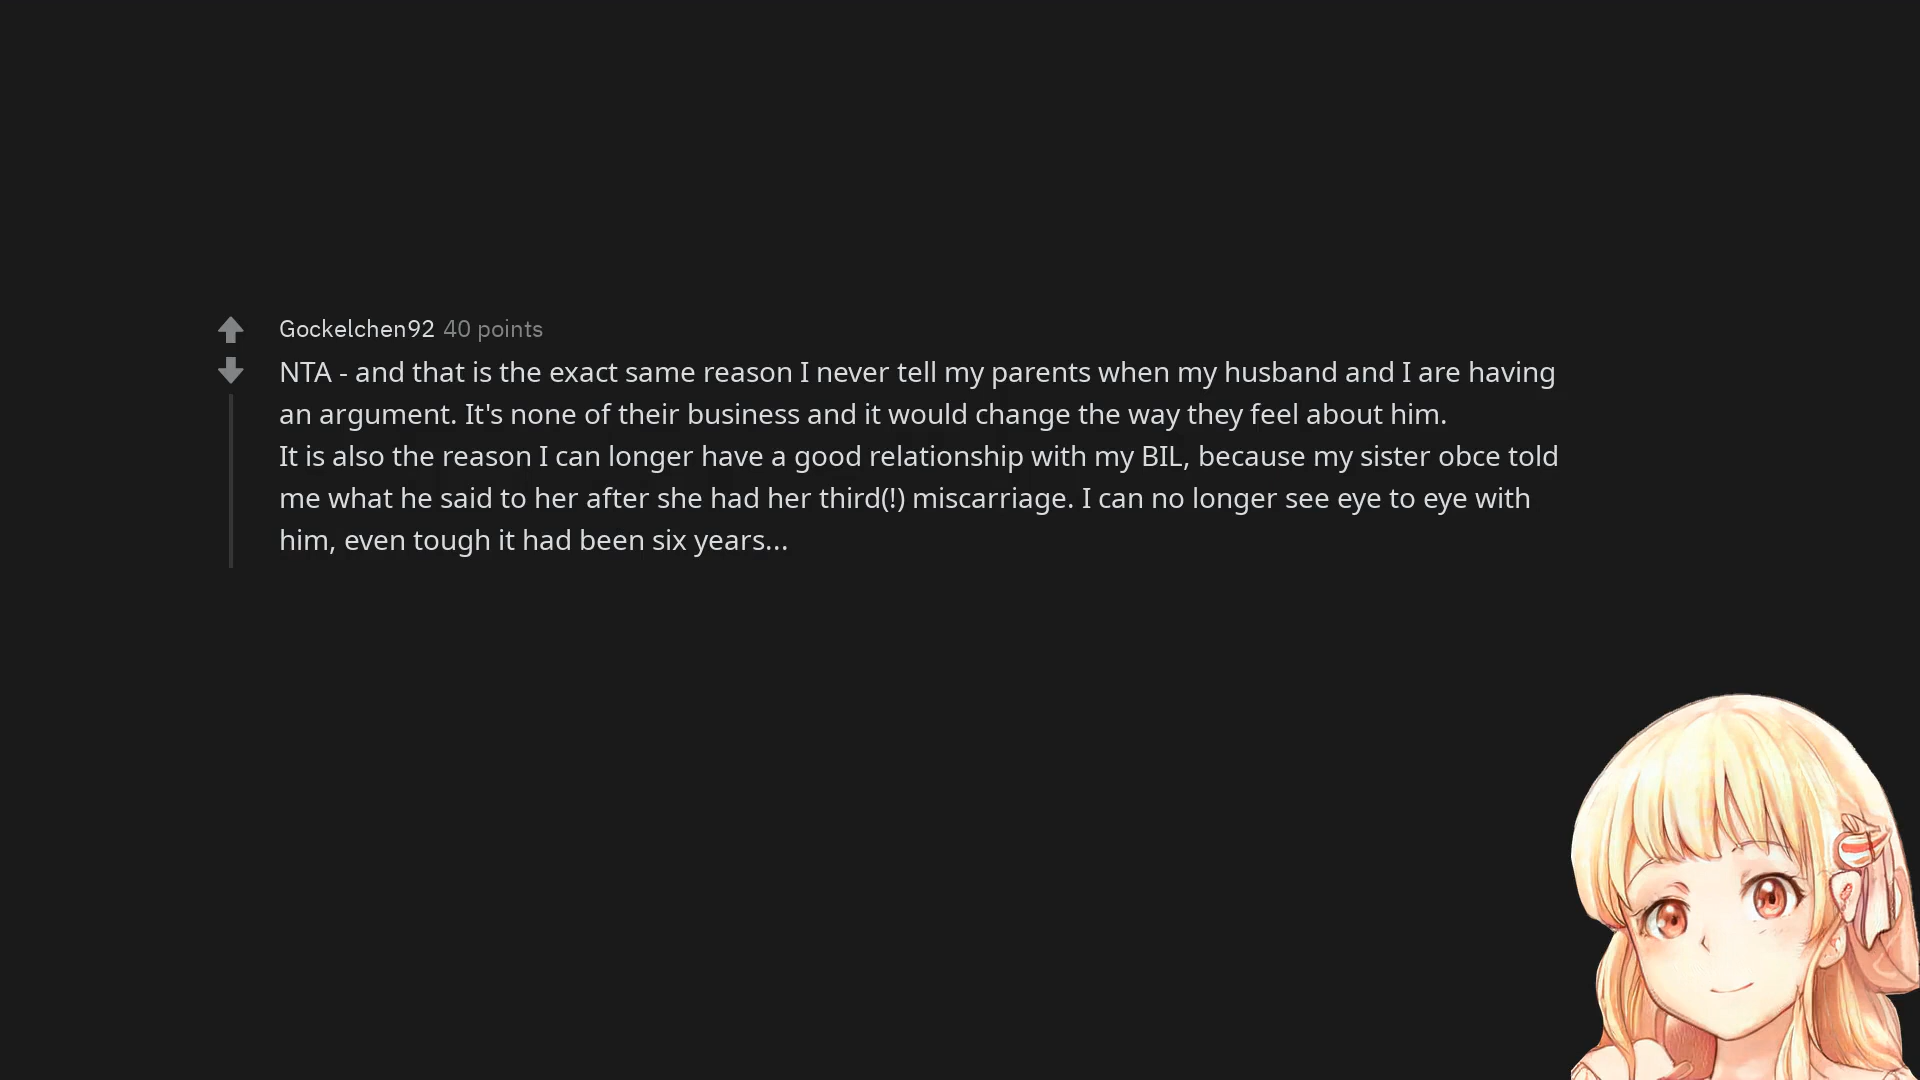 Gockelchen92 40 points
NTA - and that is the exact same reason I never tell my parents when my husband and I are having
an argument. It's none of their business and it would change the way they feel about him.
It is also the reason I can longer have a good relationship with my BIL, because my sister obce told
me what he said to her after she had her third(!) miscarriage. I can no longer see eye to eye with
him, even tough it had been six years...